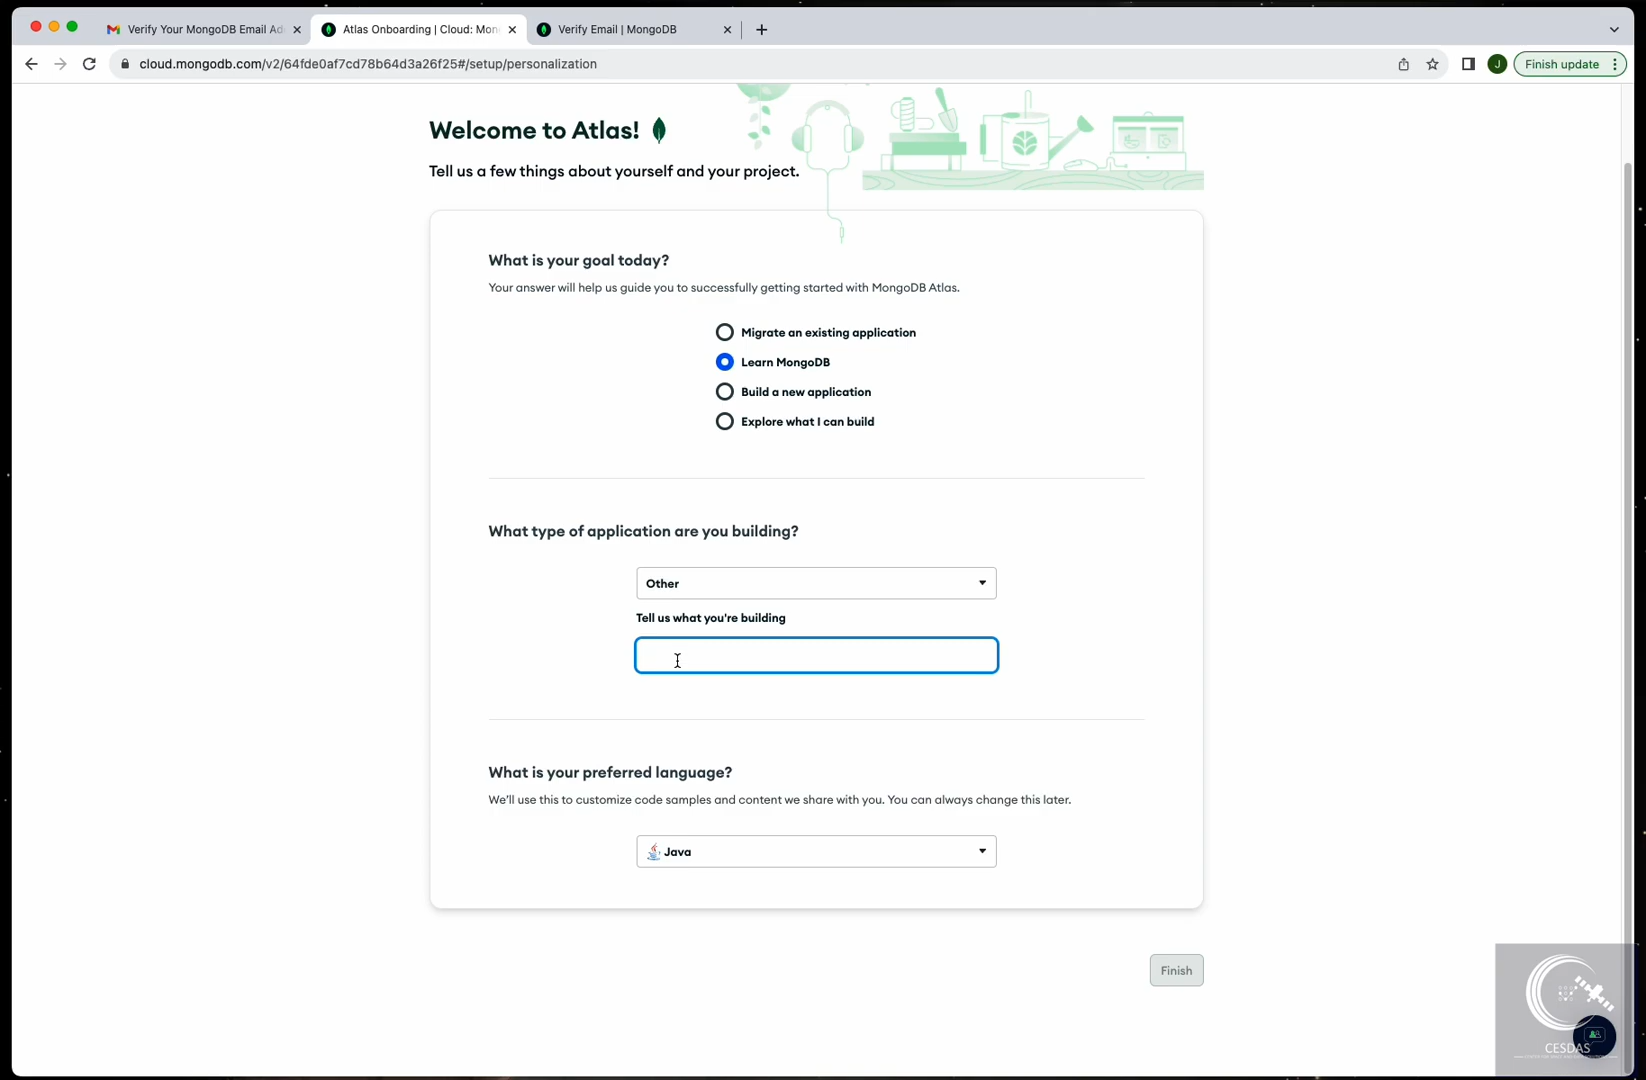 Verify Your MongoDB Email Ad
Atlas Onboarding | Cloud: Mon
Verify Email | MongoDB
cloud.mongodb.com/v2/64fde0af7cd78b64d3a26f25#/setup/personalization
J
Finish update
Welcome to Atlas!
Tell us a few things about yourself and your project.
What is your goal today?
Your answer will help us guide you to successfully getting started with MongoDB Atlas.
Migrate an existing application
Learn MongoDB
Build a new application
Explore what I can build
What type of application are you building?
Other
Tell us what you're building
What is your preferred language?
We'll use this to customize code samples and content we share with you. You can always change this later.
Java
Finish
CESDAS